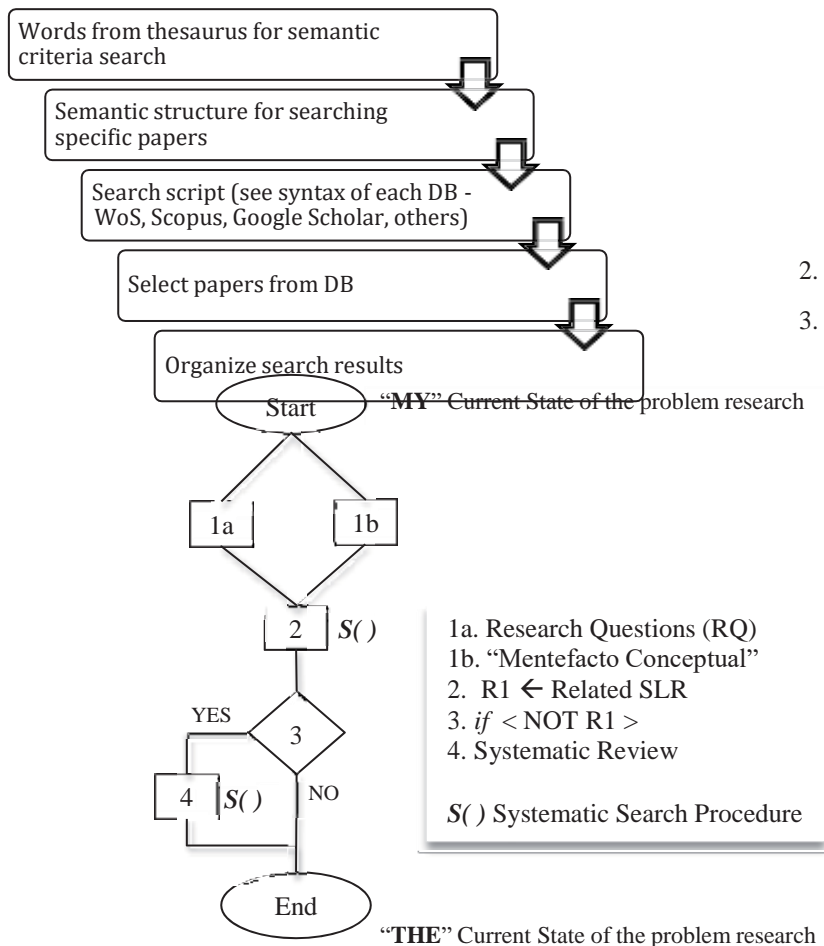 Words from thesaurus for semantic
criteria search
Semantic structure for searching
specific papers
Search script (see syntax of each DB -
WoS, Scopus, Google Scholar, others)
Select papers from DB
2.
3.
Organize search results
Start
“MY” Current State of the problem research
1a
1b
2
S( )
1a. Research Questions (RQ)
1b. “Mentefacto Conceptual”
2. R1 ← Related SLR
3. if < NOT R1 >
4. Systematic Review
S( ) Systematic Search Procedure
YES
3
4
S( )
NO
End
“THE” Current State of the problem research